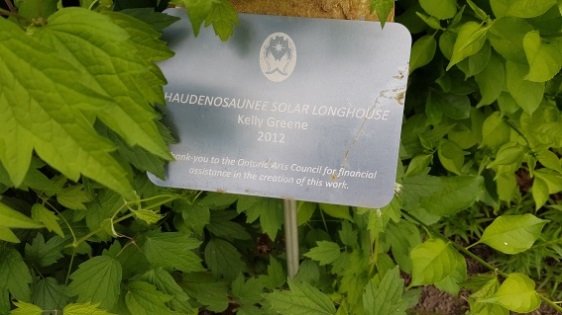 HAUDENOSAUNEE SOLAR LONGHOUSE
Kelly Greene
2012
Thank-you to the Ontario Arts Council for financial
assistance in the creation of this work.